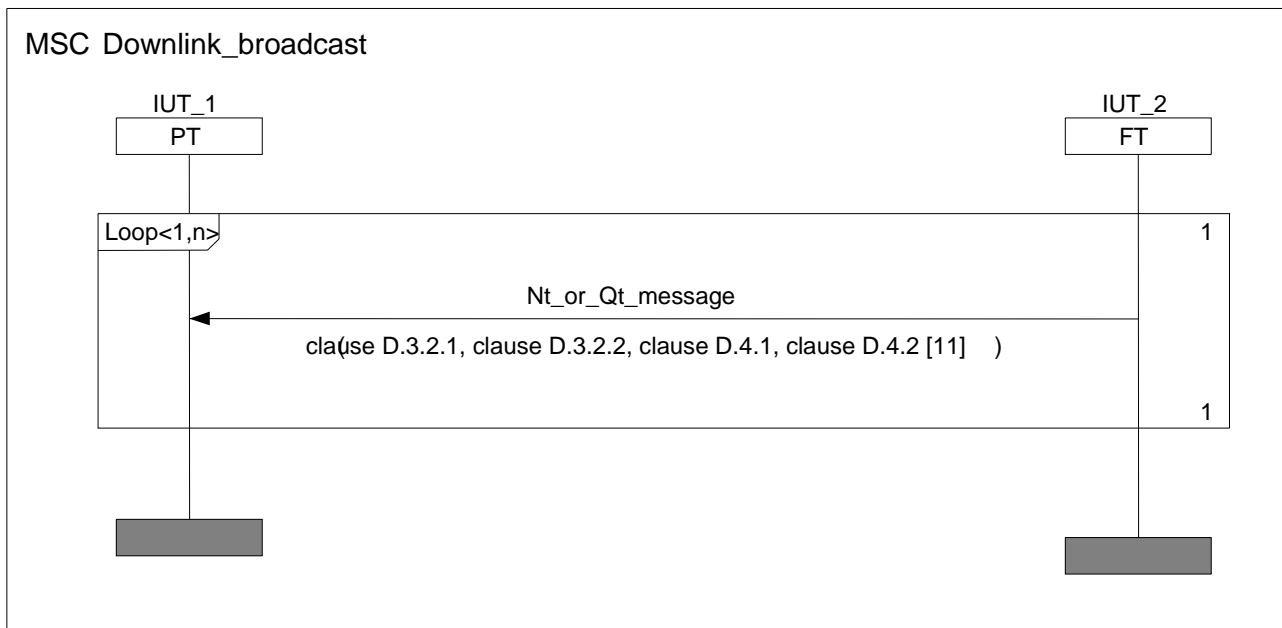 MSC Downlink_broadcast
IUT_1
IUT_2
PT
FT
Loop<1,n>
1
Nt_or_Qt_message
(clause D.3.2.1, clause D.3.2.2, clause D.4.1, clause D.4.2 [11] )
1